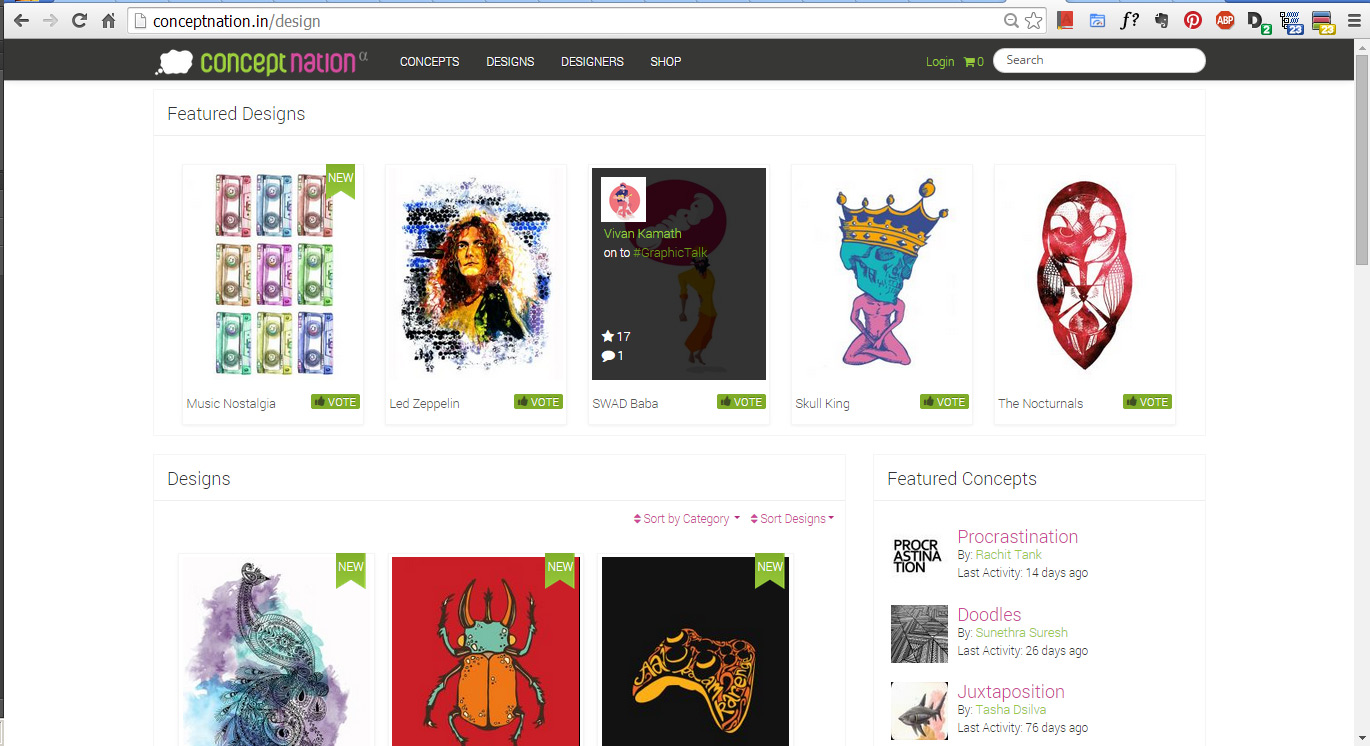 conceptnation.in/design
f?
ABP
D
2
23
23
concept nation α
CONCEPTS
DESIGNS
DESIGNERS
SHOP
Login
0
Search
Featured Designs
NEW
Vivan Kamath
on to #GraphicTalk
17
1
Music Nostalgia
VOTE
Led Zeppelin
VOTE
SWAD Baba
VOTE
Skull King
VOTE
The Nocturnals
VOTE
Designs
Sort by Category
Sort Designs
NEW
NEW
NEW
Featured Concepts
PROCR
ASTINA
TION
Procrastination
By: Rachit Tank
Last Activity: 14 days ago
Doodles
By: Sunethra Suresh
Last Activity: 26 days ago
Juxtaposition
By: Tasha Dsilva
Last Activity: 76 days ago